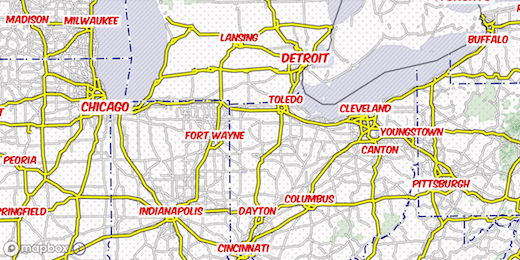 MADISON
MILWAUKEE
LANSING
BUFFALO
DETROIT
CHICAGO
TOLEDO
CLEVELAND
FORT WAYNE
YOUNGSTOWN
CANTON
PEORIA
PITTSBURGH
COLUMBUS
PRINGFIELD
INDIANAPOLIS
DAYTON
CINCINNATI
mapbox